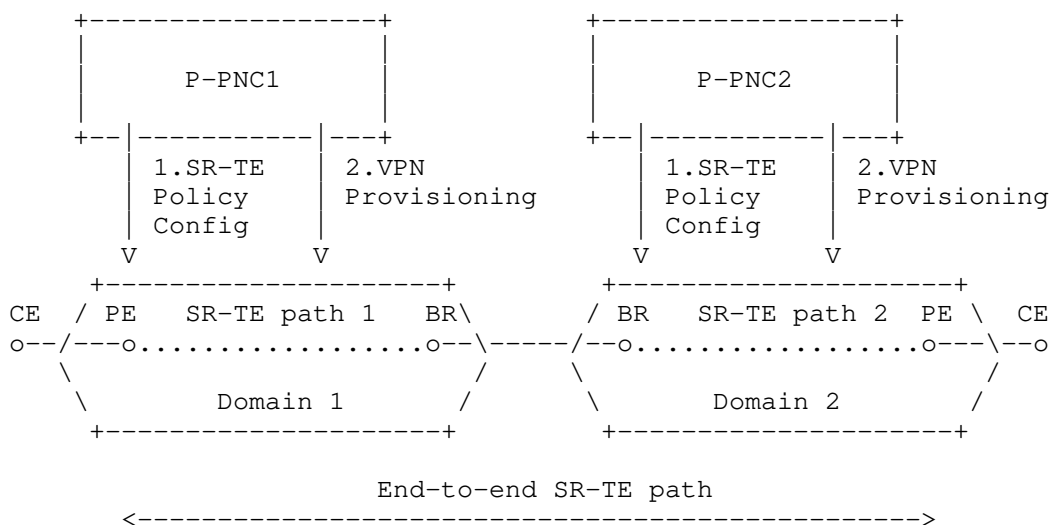 P-PNC1 P-PNC2
1.SR-TE 2.VPN 1.SR-TE 2.VPN
Policy Provisioning Policy Provisioning
Config Config
V V V V
CE PE SR-TE path 1 BR BR SR-TE path 2 PE CE
Domain 1 Domain 2
End-to-end SR-TE path